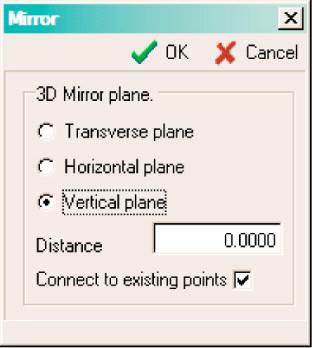 Mirror
OK Cancel
3D Mirror plane.
Transverse plane
Horizontal plane
Vertical plane
Distance 0.0000
Connect to existing points